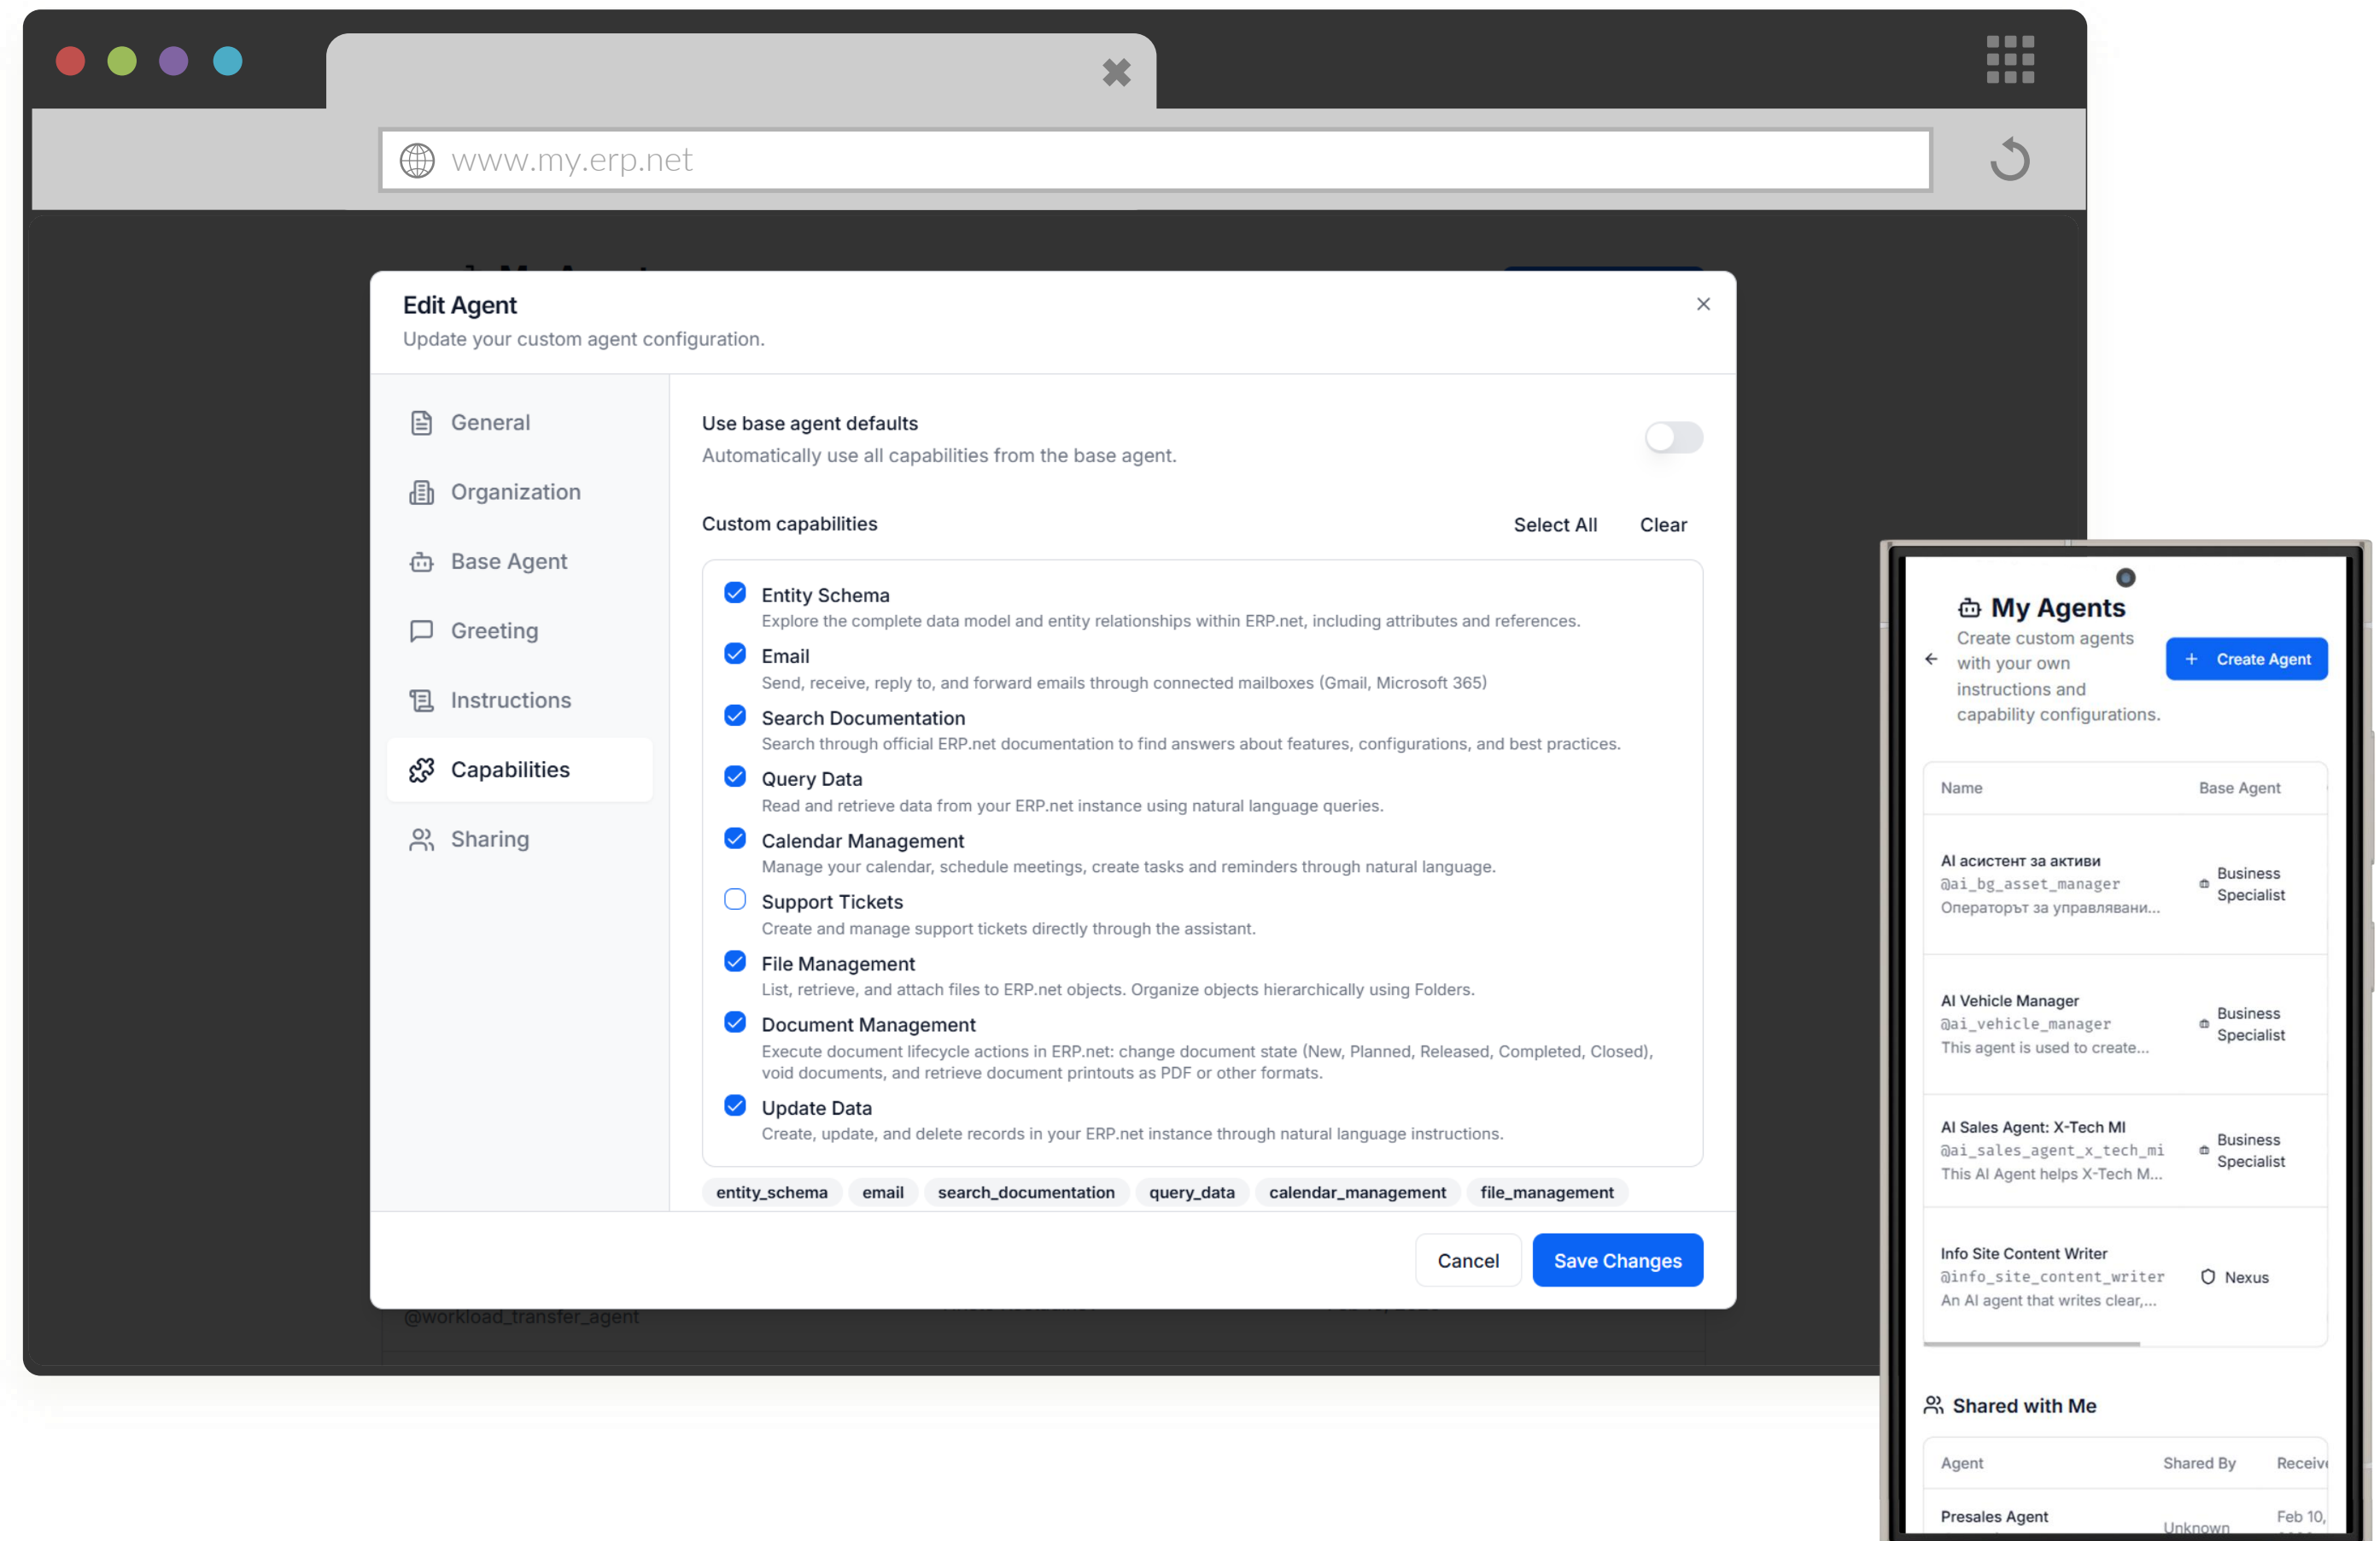 www.my.erp.net
Edit Agent
Update your custom agent configuration.
General
Organization
Base Agent
Greeting
Instructions
Capabilities
Sharing
Use base agent defaults
Automatically use all capabilities from the base agent.
Custom capabilities
Select All
Clear
Entity Schema
Explore the complete data model and entity relationships within ERP.net, including attributes and references.
Email
Send, receive, reply to, and forward emails through connected mailboxes (Gmail, Microsoft 365)
Search Documentation
Search through official ERP.net documentation to find answers about features, configurations, and best practices.
Query Data
Read and retrieve data from your ERP.net instance using natural language queries.
Calendar Management
Manage your calendar, schedule meetings, create tasks and reminders through natural language.
Support Tickets
Create and manage support tickets directly through the assistant.
File Management
List, retrieve, and attach files to ERP.net objects. Organize objects hierarchically using Folders.
Document Management
Execute document lifecycle actions in ERP.net: change document state (New, Planned, Released, Completed, Closed),
void documents, and retrieve document printouts as PDF or other formats.
Update Data
Create, update, and delete records in your ERP.net instance through natural language instructions.
entity_schema email search_documentation query_data calendar_management file_management
Cancel
Save Changes
@workload_transfer_agent
My Agents
Create custom agents
with your own
instructions and
capability configurations.
+ Create Agent
Name
Base Agent
AI асистент за активи
@ai_bg_asset_manager
Операторът за управлявани...
Business
Specialist
AI Vehicle Manager
@ai_vehicle_manager
This agent is used to create...
Business
Specialist
AI Sales Agent: X-Tech MI
@ai_sales_agent_x_tech_mi
This AI Agent helps X-Tech M...
Business
Specialist
Info Site Content Writer
@info_site_content_writer
An AI agent that writes clear,...
Nexus
Shared with Me
Agent
Shared By
Receive
Presales Agent
Unknown
Feb 10,